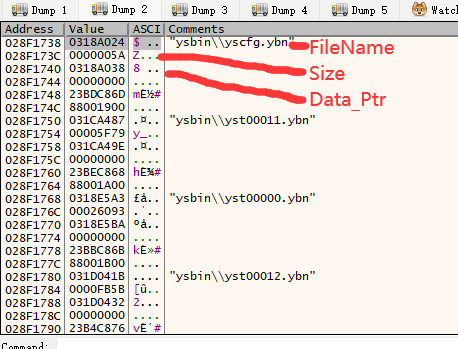 Dump 1 Dump 2 Dump 3 Dump 4 Dump 5 Watch
Address Value ASCI Comments
028F1738 0318A024 $ .. "ysbin\\yscfg.ybn" FileName
028F173C 0000005A Z...
028F1740 0318A038 8 .. Size
028F1744 00000000 ....
028F1748 23BDC86D mÈ½# Data_Ptr
028F174C 88001900 ....
028F1750 031CA487 .¤.. "ysbin\\yst00011.ybn"
028F1754 00005F79 y_..
028F1758 031CA49E .¤..
028F175C 00000000 ....
028F1760 23BEC868 hÈ¾#
028F1764 88001A00 ....
028F1768 0318E5A3 £å.. "ysbin\\yst00000.ybn"
028F176C 00026093 .`..
028F1770 0318E5BA ºå..
028F1774 00000000 ....
028F1778 23BBC86B kÈ»#
028F177C 88001B00 ....
028F1780 031D041B .... "ysbin\\yst00012.ybn"
028F1784 0000FB5B [û..
028F1788 031D0432 2...
028F178C 00000000 ....
028F1790 23B4C876 vÈ´#
Command: